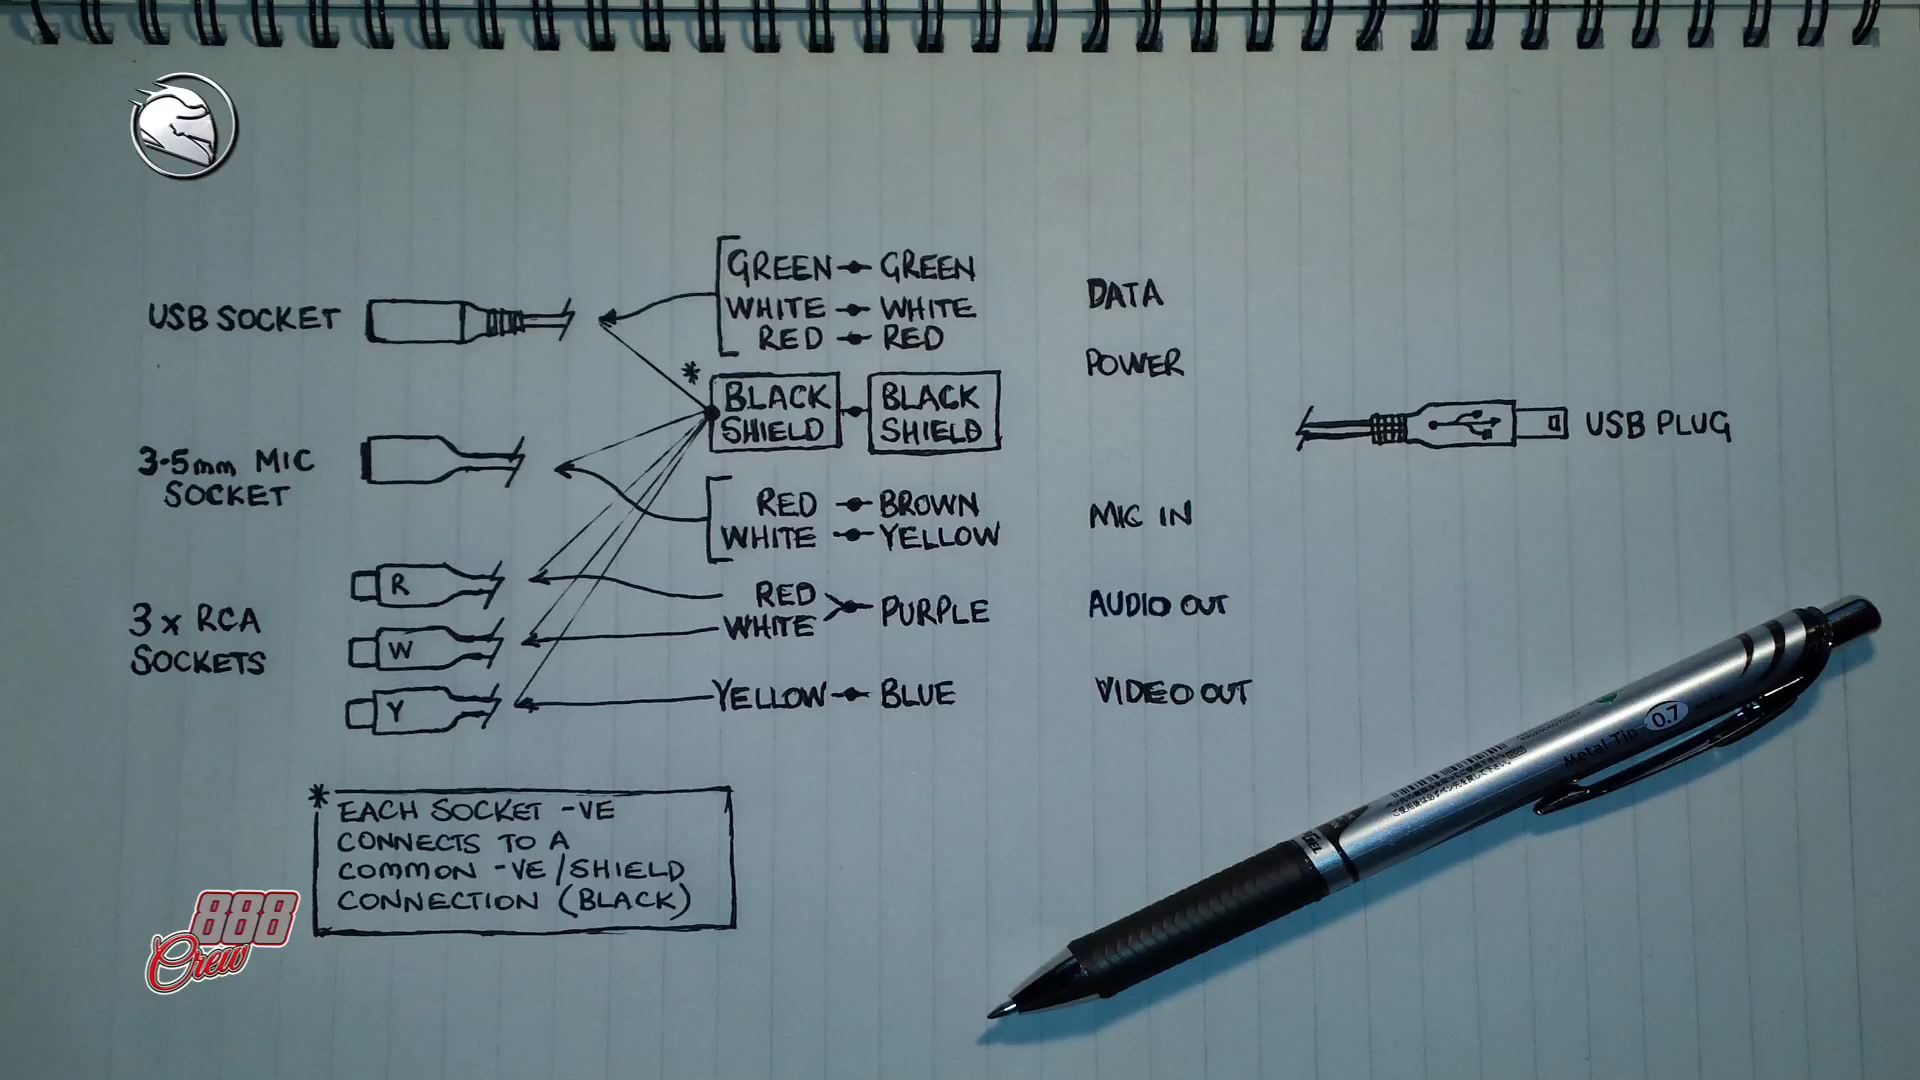 GREEN GREEN
WHITE WHITE
RED RED
DATA
USB SOCKET
POWER
*
BLACK SHIELD BLACK SHIELD
USB PLUG
3.5mm MIC
SOCKET
RED BROWN
WHITE YELLOW
MIC IN
R
W
Y
3 x RCA
SOCKETS
RED
WHITE
PURPLE
AUDIO OUT
YELLOW BLUE
VIDEO OUT
* EACH SOCKET -VE
CONNECTS TO A
COMMON -VE/SHIELD
CONNECTION (BLACK)
888
Crew
Metal Tip 0.7